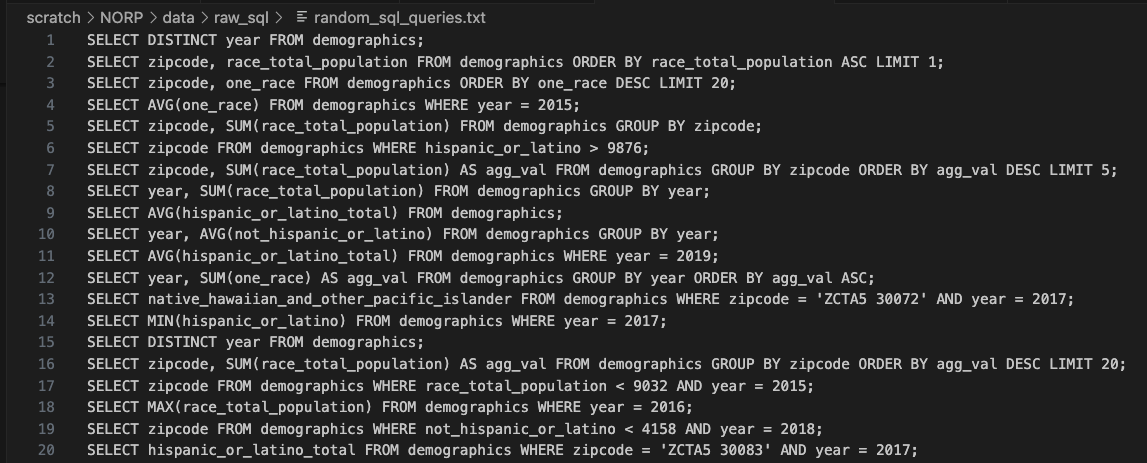 scratch > NORP > data > raw_sql > random_sql_queries.txt
1 SELECT DISTINCT year FROM demographics;
2 SELECT zipcode, race_total_population FROM demographics ORDER BY race_total_population ASC LIMIT 1;
3 SELECT zipcode, one_race FROM demographics ORDER BY one_race DESC LIMIT 20;
4 SELECT AVG(one_race) FROM demographics WHERE year = 2015;
5 SELECT zipcode, SUM(race_total_population) FROM demographics GROUP BY zipcode;
6 SELECT zipcode FROM demographics WHERE hispanic_or_latino > 9876;
7 SELECT zipcode, SUM(race_total_population) AS agg_val FROM demographics GROUP BY zipcode ORDER BY agg_val DESC LIMIT 5;
8 SELECT year, SUM(race_total_population) FROM demographics GROUP BY year;
9 SELECT AVG(hispanic_or_latino_total) FROM demographics;
10 SELECT year, AVG(not_hispanic_or_latino) FROM demographics GROUP BY year;
11 SELECT AVG(hispanic_or_latino_total) FROM demographics WHERE year = 2019;
12 SELECT year, SUM(one_race) AS agg_val FROM demographics GROUP BY year ORDER BY agg_val ASC;
13 SELECT native_hawaiian_and_other_pacific_islander FROM demographics WHERE zipcode = 'ZCTA5 30072' AND year = 2017;
14 SELECT MIN(hispanic_or_latino) FROM demographics WHERE year = 2017;
15 SELECT DISTINCT year FROM demographics;
16 SELECT zipcode, SUM(race_total_population) AS agg_val FROM demographics GROUP BY zipcode ORDER BY agg_val DESC LIMIT 20;
17 SELECT zipcode FROM demographics WHERE race_total_population < 9032 AND year = 2015;
18 SELECT MAX(race_total_population) FROM demographics WHERE year = 2016;
19 SELECT zipcode FROM demographics WHERE not_hispanic_or_latino < 4158 AND year = 2018;
20 SELECT hispanic_or_latino_total FROM demographics WHERE zipcode = 'ZCTA5 30083' AND year = 2017;